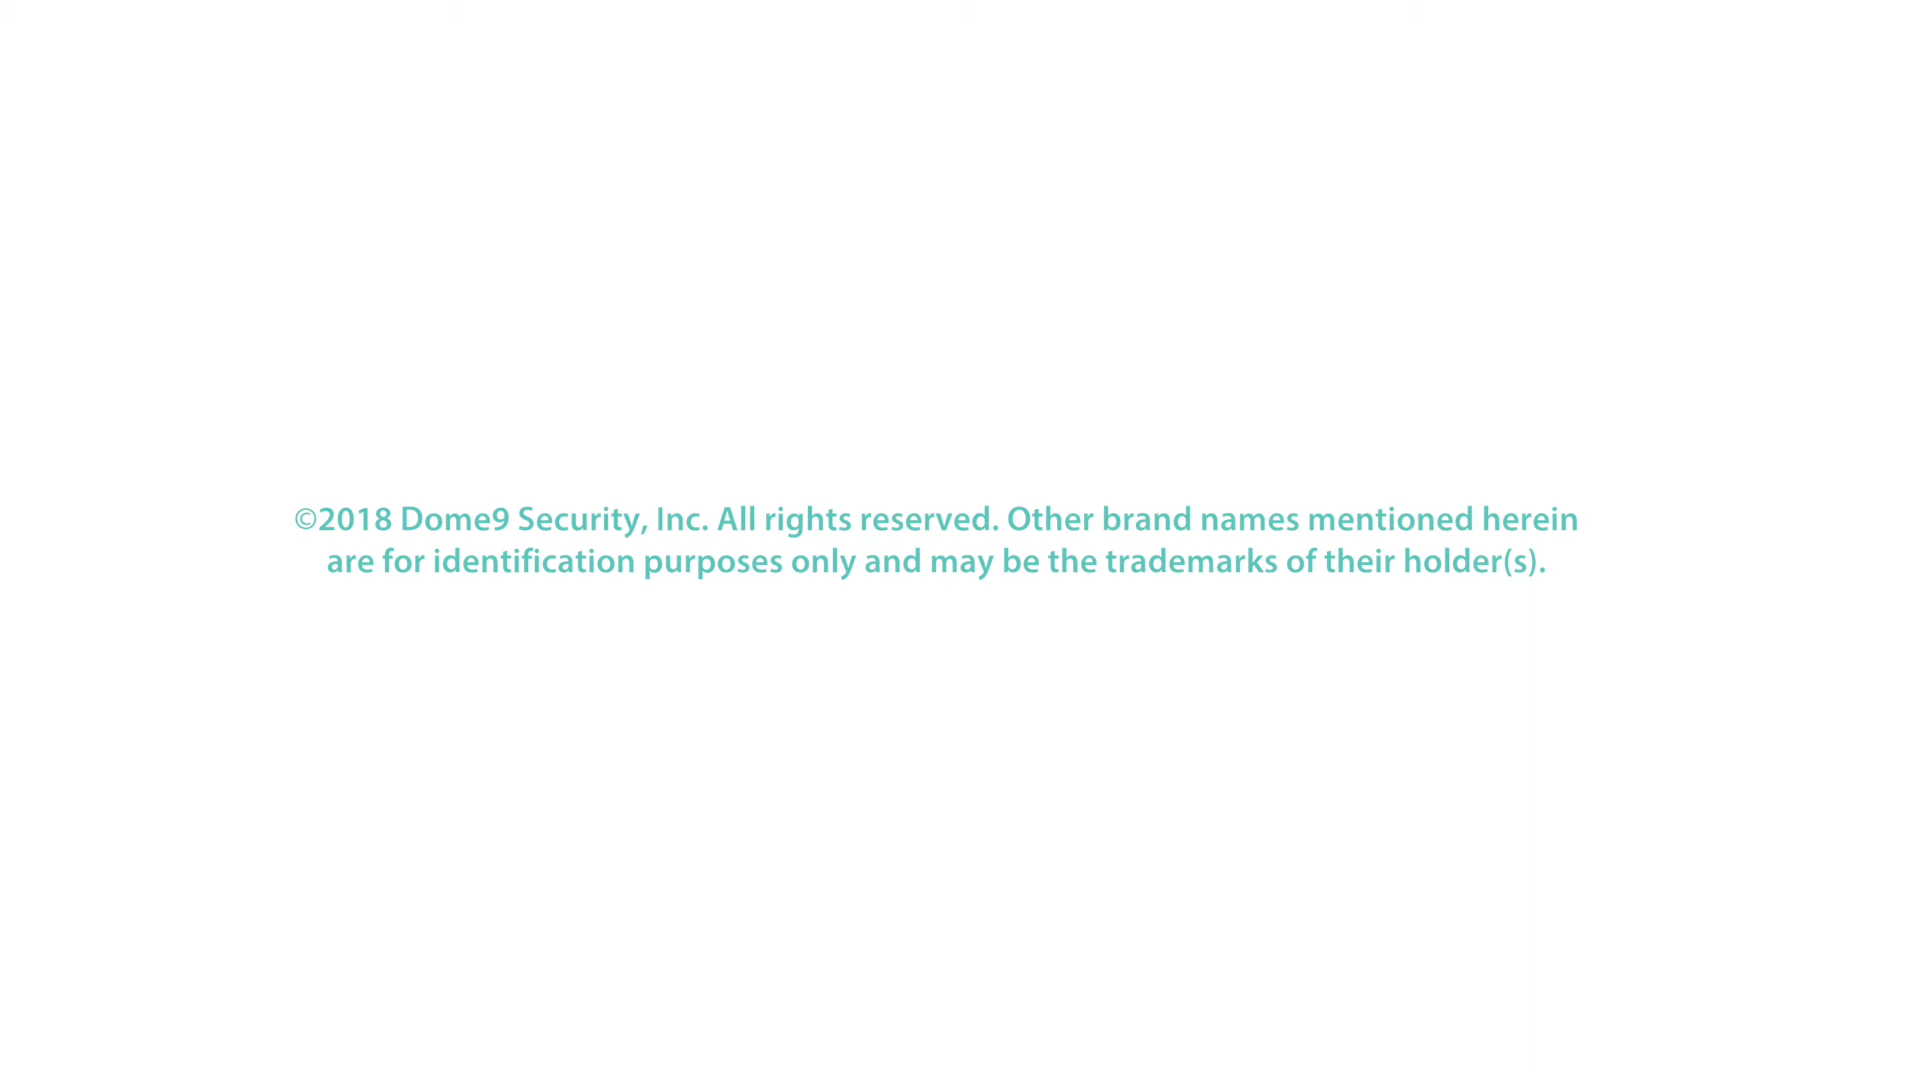 ©2018 Dome9 Security, Inc. All rights reserved. Other brand names mentioned herein
are for identification purposes only and may be the trademarks of their holder(s).